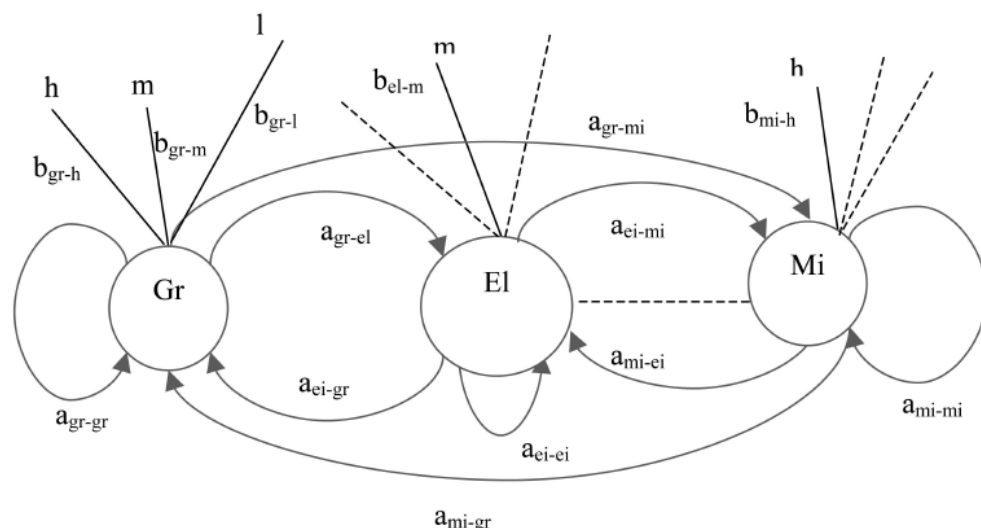 l
h
m
m
h
b_el-m
b_gr-l
b_mi-h
a_gr-mi
b_gr-m
b_gr-h
a_gr-el
a_ei-mi
Gr
El
Mi
a_mi-ei
a_ei-gr
a_gr-gr
a_mi-mi
a_ei-ei
a_mi-gr